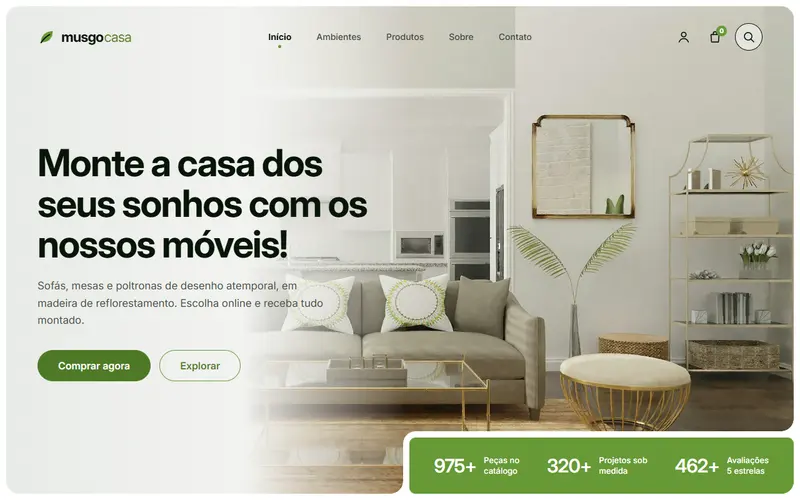 musgocasa
Início
Ambientes
Produtos
Sobre
Contato
0
Monte a casa dos
seus sonhos com os
nossos móveis!
Sofás, mesas e poltronas de desenho atemporal, em
madeira de reflorestamento. Escolha online e receba tudo
montado.
Comprar agora
Explorar
975+
Peças no
catálogo
320+
Projetos sob
medida
462+
Avaliações
5 estrelas